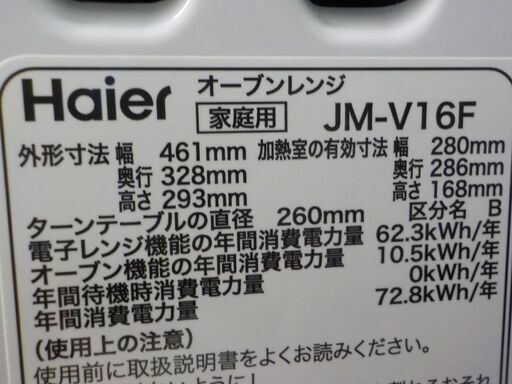 Haier オーブンレンジ
家庭用 JM-V16F
外形寸法 幅 461mm 加熱室の有効寸法 幅 280mm
奥行 328mm 奥行 286mm
高さ 293mm 高さ 168mm
ターンテーブルの直径 260mm 区分名 B
電子レンジ機能の年間消費電力量 62.3kWh/年
オーブン機能の年間消費電力量 10.5kWh/年
年間待機時消費電力量 0kWh/年
年間消費電力量 72.8kWh/年
(使用上の注意)
使用前に取扱説明書をよくお読みください。